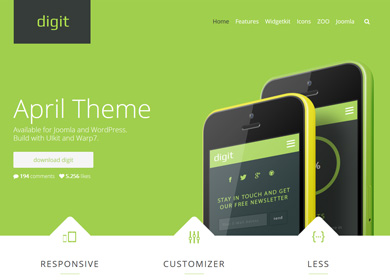 digit
Home Features Widgetkit Icons ZOO Joomla
April Theme
Available for Joomla and WordPress.
Build with UIkit and Warp7.
download digit
194 comments 5.256 likes
digit
STAY IN TOUCH AND GET
OUR FREE NEWSLETTER
RESPONSIVE
CUSTOMIZER
LESS